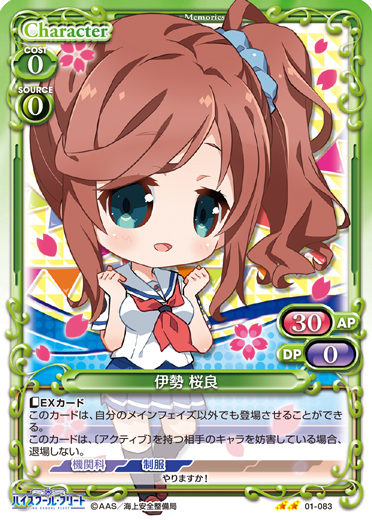 Character
Memories
COST
0
SOURCE
0
30 AP
DP 0
伊勢 桜良
EXカード
このカードは、自分のメインフェイズ以外でも登場させることができ
る。
このカードは、〔アクティブ〕を持つ相手のキャラを妨害している場合、
退場しない。
機関科 制服
やりますか!
ハイスクール・フリート
©AAS/海上安全整備局
01-083